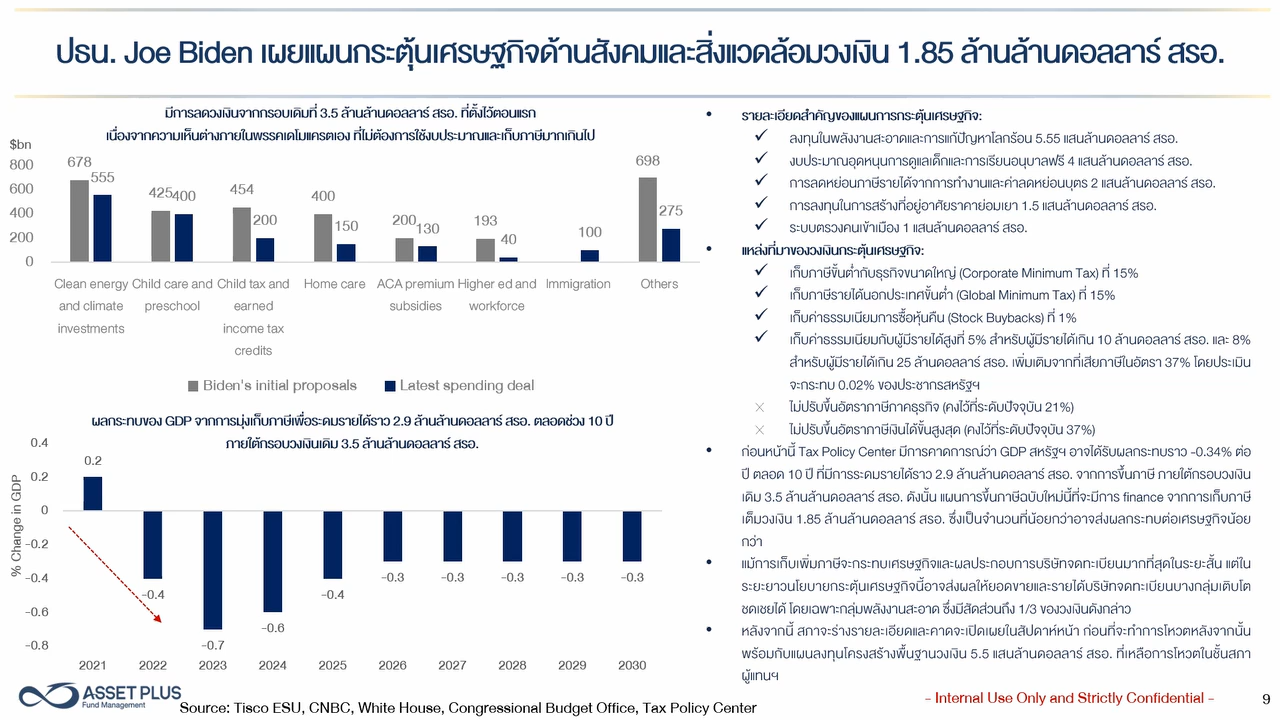 ปธน. Joe Biden เผยแผนกระตุ้นเศรษฐกิจด้านสังคมและสิ่งแวดล้อมวงเงิน 1.85 ล้านล้านดอลลาร์ สรอ.
มีการลดวงเงินจากกรอบเดิมที่ 3.5 ล้านล้านดอลลาร์ สรอ. ที่ตั้งไว้ตอนแรก
เนื่องจากความเห็นต่างภายในพรรคเดโมแครตเอง ที่ไม่ต้องการใช้งบประมาณและเก็บภาษีมากเกินไป
$bn
800
600
400
200
0
678
555
425
400
454
200
400
150
200
130
193
40
100
698
275
Clean energy and climate investments
Child care and preschool
Child tax and earned income tax credits
Home care
ACA premium subsidies
Higher ed and workforce
Immigration
Others
Biden's initial proposals
Latest spending deal
ผลกระทบของ GDP จากการมุ่งเก็บภาษีเพื่อระดมรายได้ราว 2.9 ล้านล้านดอลลาร์ สรอ. ตลอดช่วง 10 ปี
ภายใต้กรอบวงเงินเดิม 3.5 ล้านล้านดอลลาร์ สรอ.
% Change in GDP
0.4
0.2
0
-0.2
-0.4
-0.6
-0.8
0.2
-0.4
-0.7
-0.6
-0.4
-0.3
-0.3
-0.3
-0.3
-0.3
2021 2022 2023 2024 2025 2026 2027 2028 2029 2030
• รายละเอียดสำคัญของแผนการกระตุ้นเศรษฐกิจ:
✓ ลงทุนในพลังงานสะอาดและการแก้ปัญหาโลกร้อน 5.55 แสนล้านดอลลาร์ สรอ.
✓ งบประมาณอุดหนุนการดูแลเด็กและการเรียนอนุบาลฟรี 4 แสนล้านดอลลาร์ สรอ.
✓ การลดหย่อนภาษีรายได้จากการทำงานและค่าลดหย่อนบุตร 2 แสนล้านดอลลาร์ สรอ.
✓ การลงทุนในการสร้างที่อยู่อาศัยราคาย่อมเยา 1.5 แสนล้านดอลลาร์ สรอ.
✓ ระบบตรวจคนเข้าเมือง 1 แสนล้านดอลลาร์ สรอ.
• แหล่งที่มาของวงเงินกระตุ้นเศรษฐกิจ:
✓ เก็บภาษีขั้นต่ำกับธุรกิจขนาดใหญ่ (Corporate Minimum Tax) ที่ 15%
✓ เก็บภาษีรายได้นอกประเทศขั้นต่ำ (Global Minimum Tax) ที่ 15%
✓ เก็บค่าธรรมเนียมการซื้อหุ้นคืน (Stock Buybacks) ที่ 1%
✓ เก็บค่าธรรมเนียมกับผู้มีรายได้สูงที่ 5% สำหรับผู้มีรายได้เกิน 10 ล้านดอลลาร์ สรอ. และ 8%
สำหรับผู้มีรายได้เกิน 25 ล้านดอลลาร์ สรอ. เพิ่มเติมจากที่เสียภาษีในอัตรา 37% โดยประเมิน
จะกระทบ 0.02% ของประชากรสหรัฐฯ
× ไม่ปรับขึ้นอัตราภาษีภาคธุรกิจ (คงไว้ที่ระดับปัจจุบัน 21%)
× ไม่ปรับขึ้นอัตราภาษีเงินได้ขั้นสูงสุด (คงไว้ที่ระดับปัจจุบัน 37%)
• ก่อนหน้านี้ Tax Policy Center มีการคาดการณ์ว่า GDP สหรัฐฯ อาจได้รับผลกระทบราว -0.34% ต่อ
ปี ตลอด 10 ปี ที่มีการระดมรายได้ราว 2.9 ล้านล้านดอลลาร์ สรอ. จากการขึ้นภาษี ภายใต้กรอบวงเงิน
เดิม 3.5 ล้านล้านดอลลาร์ สรอ. ดังนั้น แผนการขึ้นภาษีฉบับใหม่นี้ที่จะมีการ finance จากการเก็บภาษี
เต็มวงเงิน 1.85 ล้านล้านดอลลาร์ สรอ. ซึ่งเป็นจำนวนที่น้อยกว่าอาจส่งผลกระทบต่อเศรษฐกิจน้อย
กว่า
• แม้การเก็บเพิ่มภาษีจะกระทบเศรษฐกิจและผลประกอบการบริษัทจดทะเบียนมากที่สุดในระยะสั้น แต่ใน
ระยะยาวนโยบายกระตุ้นเศรษฐกิจนี้อาจส่งผลให้ยอดขายและรายได้บริษัทจดทะเบียนบางกลุ่มเติบโต
ชดเชยได้ โดยเฉพาะกลุ่มพลังงานสะอาด ซึ่งมีสัดส่วนถึง 1/3 ของวงเงินดังกล่าว
• หลังจากนี้ สภาจะร่างรายละเอียดและคาดจะเปิดเผยในสัปดาห์หน้า ก่อนที่จะทำการโหวตหลังจากนั้น
พร้อมกับแผนลงทุนโครงสร้างพื้นฐานวงเงิน 5.5 แสนล้านดอลลาร์ สรอ. ที่เหลือการโหวตในชั้นสภา
ผู้แทนฯ
ASSET PLUS
Fund Management
Source: Tisco ESU, CNBC, White House, Congressional Budget Office, Tax Policy Center
- Internal Use Only and Strictly Confidential -
9